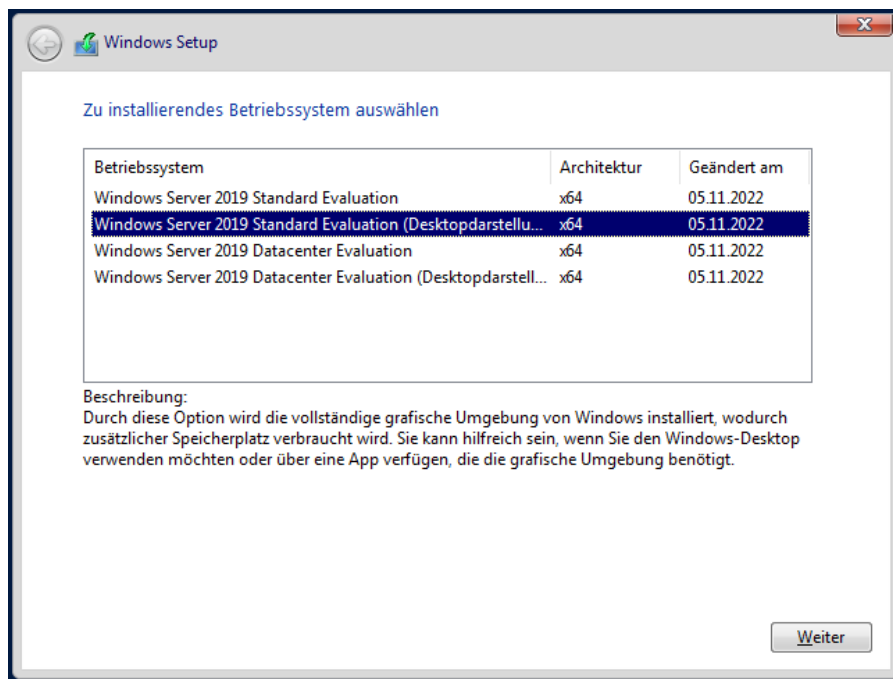 Windows Setup
Zu installierendes Betriebssystem auswählen
Betriebssystem Architektur Geändert am
Windows Server 2019 Standard Evaluation x64 05.11.2022
Windows Server 2019 Standard Evaluation (Desktopdarstellu... x64 05.11.2022
Windows Server 2019 Datacenter Evaluation x64 05.11.2022
Windows Server 2019 Datacenter Evaluation (Desktopdarstell... x64 05.11.2022
Beschreibung:
Durch diese Option wird die vollständige grafische Umgebung von Windows installiert, wodurch
zusätzlicher Speicherplatz verbraucht wird. Sie kann hilfreich sein, wenn Sie den Windows-Desktop
verwenden möchten oder über eine App verfügen, die die grafische Umgebung benötigt.
Weiter